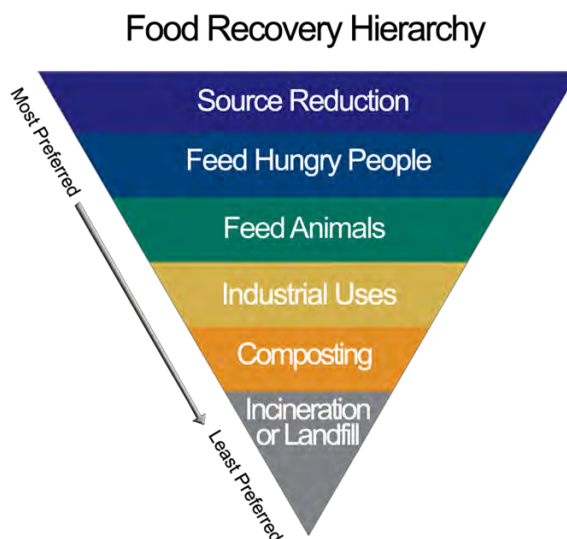 Food Recovery Hierarchy
Most Preferred
Source Reduction
Feed Hungry People
Feed Animals
Industrial Uses
Composting
Incineration
or Landfill
Least Preferred